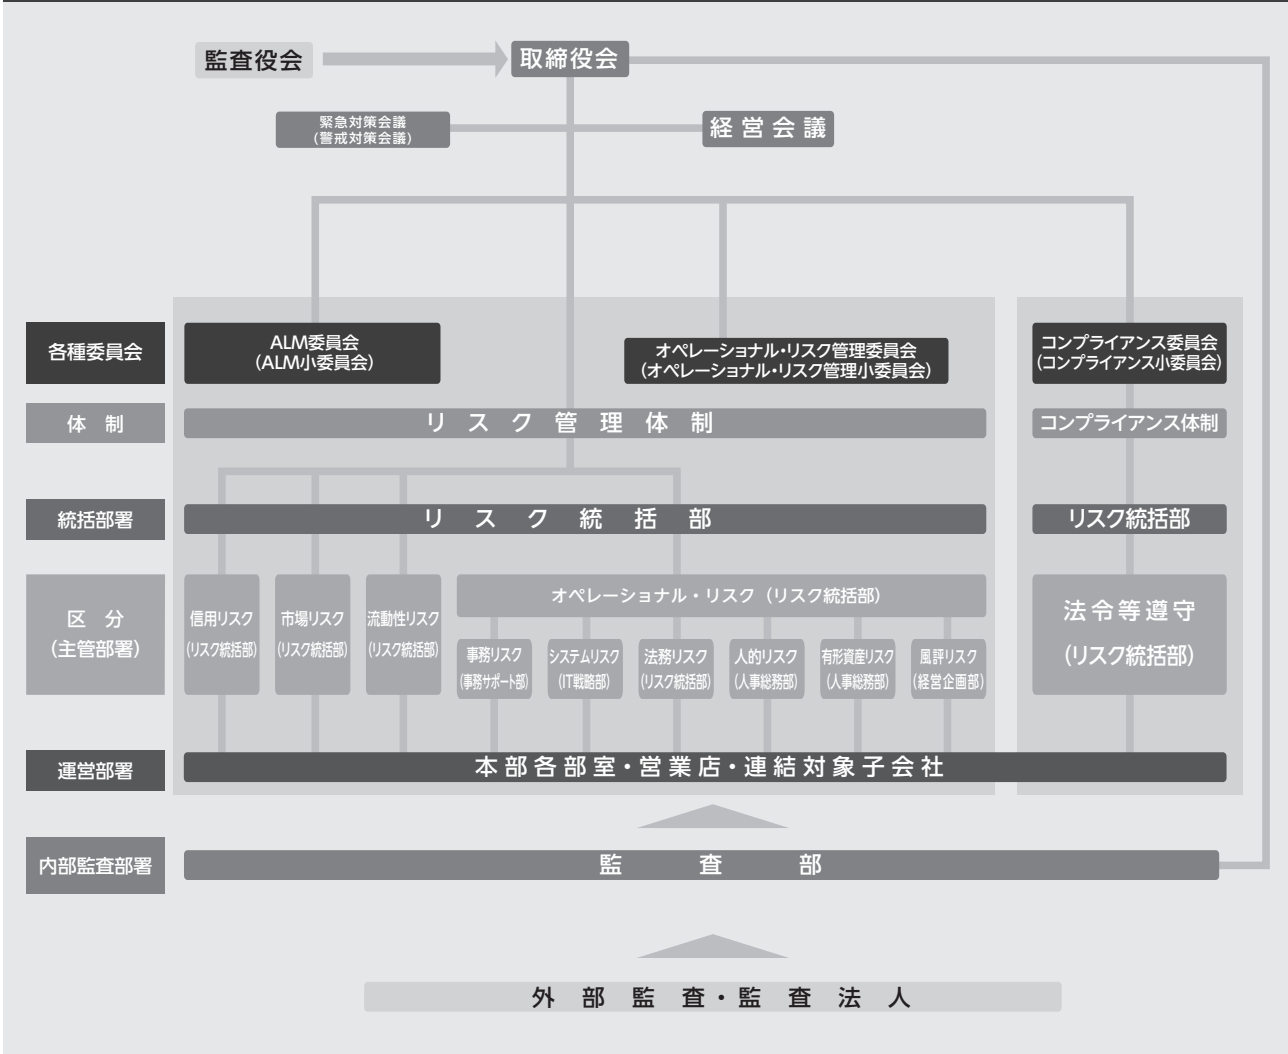 監査役会
取締役会
緊急対策会議
(警戒対策会議)
経営会議
各種委員会
ALM委員会
(ALM小委員会)
オペレーショナル・リスク管理委員会
(オペレーショナル・リスク管理小委員会)
コンプライアンス委員会
(コンプライアンス小委員会)
体 制
リスク管理体制
コンプライアンス体制
統括部署
リスク統括部
リスク統括部
区 分
(主管部署)
信用リスク
(リスク統括部)
市場リスク
(リスク統括部)
流動性リスク
(リスク統括部)
オペレーショナル・リスク(リスク統括部)
事務リスク
(事務サポート部)
システムリスク
(IT戦略部)
法務リスク
(リスク統括部)
人的リスク
(人事総務部)
有形資産リスク
(人事総務部)
風評リスク
(経営企画部)
法令等遵守
(リスク統括部)
運営部署
本部各部室・営業店・連結対象子会社
内部監査部署
監査部
外部監査・監査法人